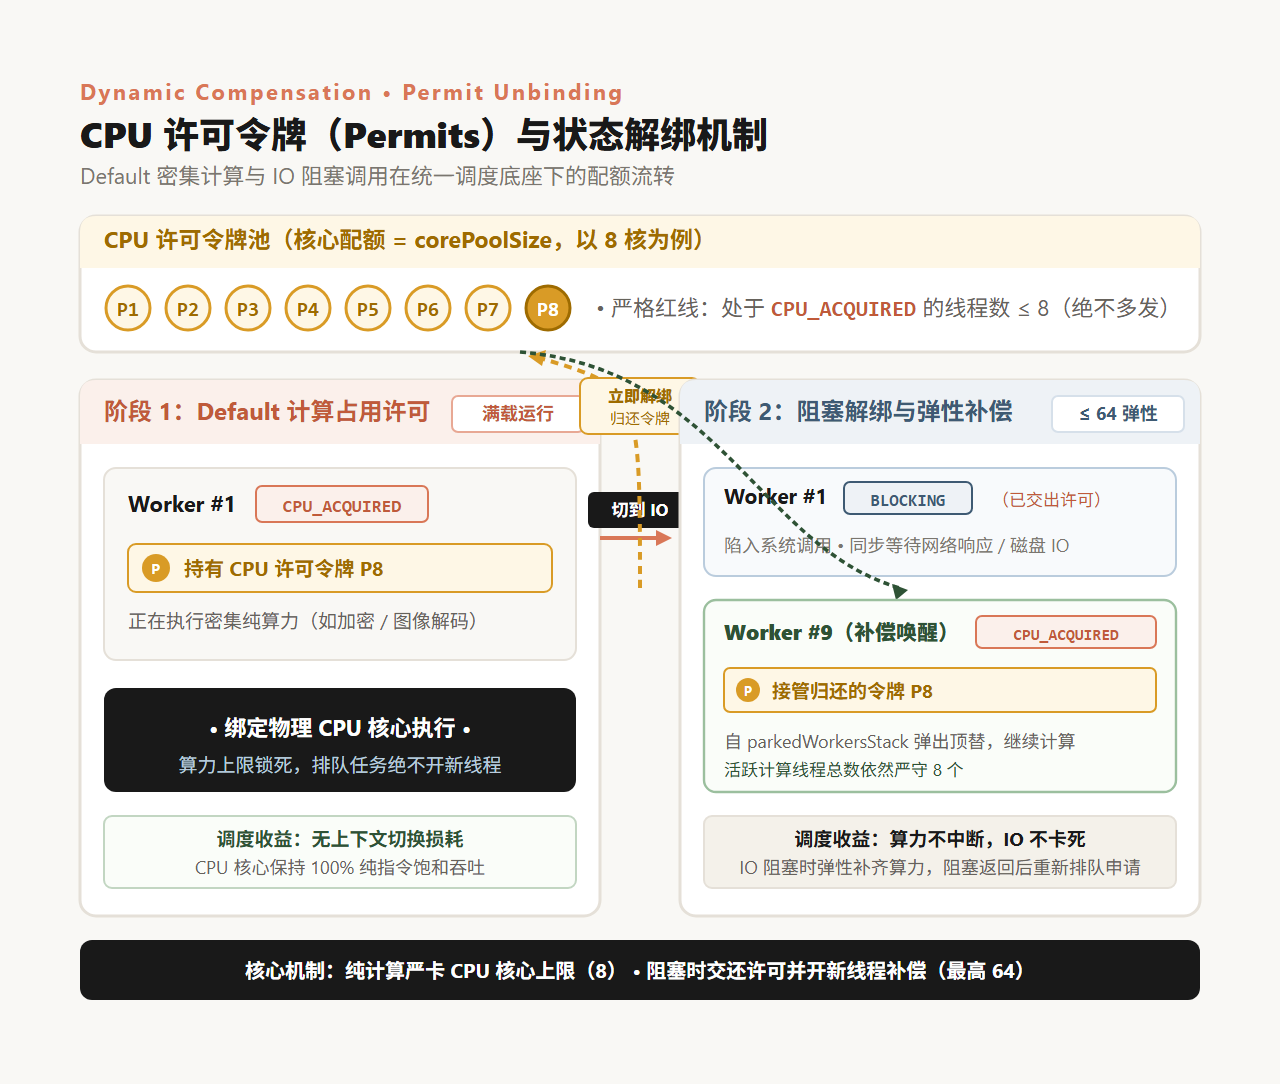 Dynamic Compensation • Permit Unbinding
CPU 许可令牌（Permits）与状态解绑机制
Default 密集计算与 IO 阻塞调用在统一调度底座下的配额流转
CPU 许可令牌池（核心配额 = corePoolSize，以 8 核为例）
P1 P2 P3 P4 P5 P6 P7 P8 • 严格红线：处于 CPU_ACQUIRED 的线程数 ≤ 8（绝不多发）
阶段 1：Default 计算占用许可 满载运行
Worker #1 CPU_ACQUIRED
P 持有 CPU 许可令牌 P8
正在执行密集纯算力（如加密 / 图像解码）
• 绑定物理 CPU 核心执行 •
算力上限锁死，排队任务绝不开新线程
调度收益：无上下文切换损耗
CPU 核心保持 100% 纯指令饱和吞吐
立即解绑
归还令牌
切到 IO
阶段 2：阻塞解绑与弹性补偿 ≤ 64 弹性
Worker #1 BLOCKING （已交出许可）
陷入系统调用 • 同步等待网络响应 / 磁盘 IO
Worker #9（补偿唤醒） CPU_ACQUIRED
P 接管归还的令牌 P8
自 parkedWorkersStack 弹出顶替，继续计算
活跃计算线程总数依然严守 8 个
调度收益：算力不中断，IO 不卡死
IO 阻塞时弹性补齐算力，阻塞返回后重新排队申请
核心机制：纯计算严卡 CPU 核心上限（8） • 阻塞时交还许可并开新线程补偿（最高 64）